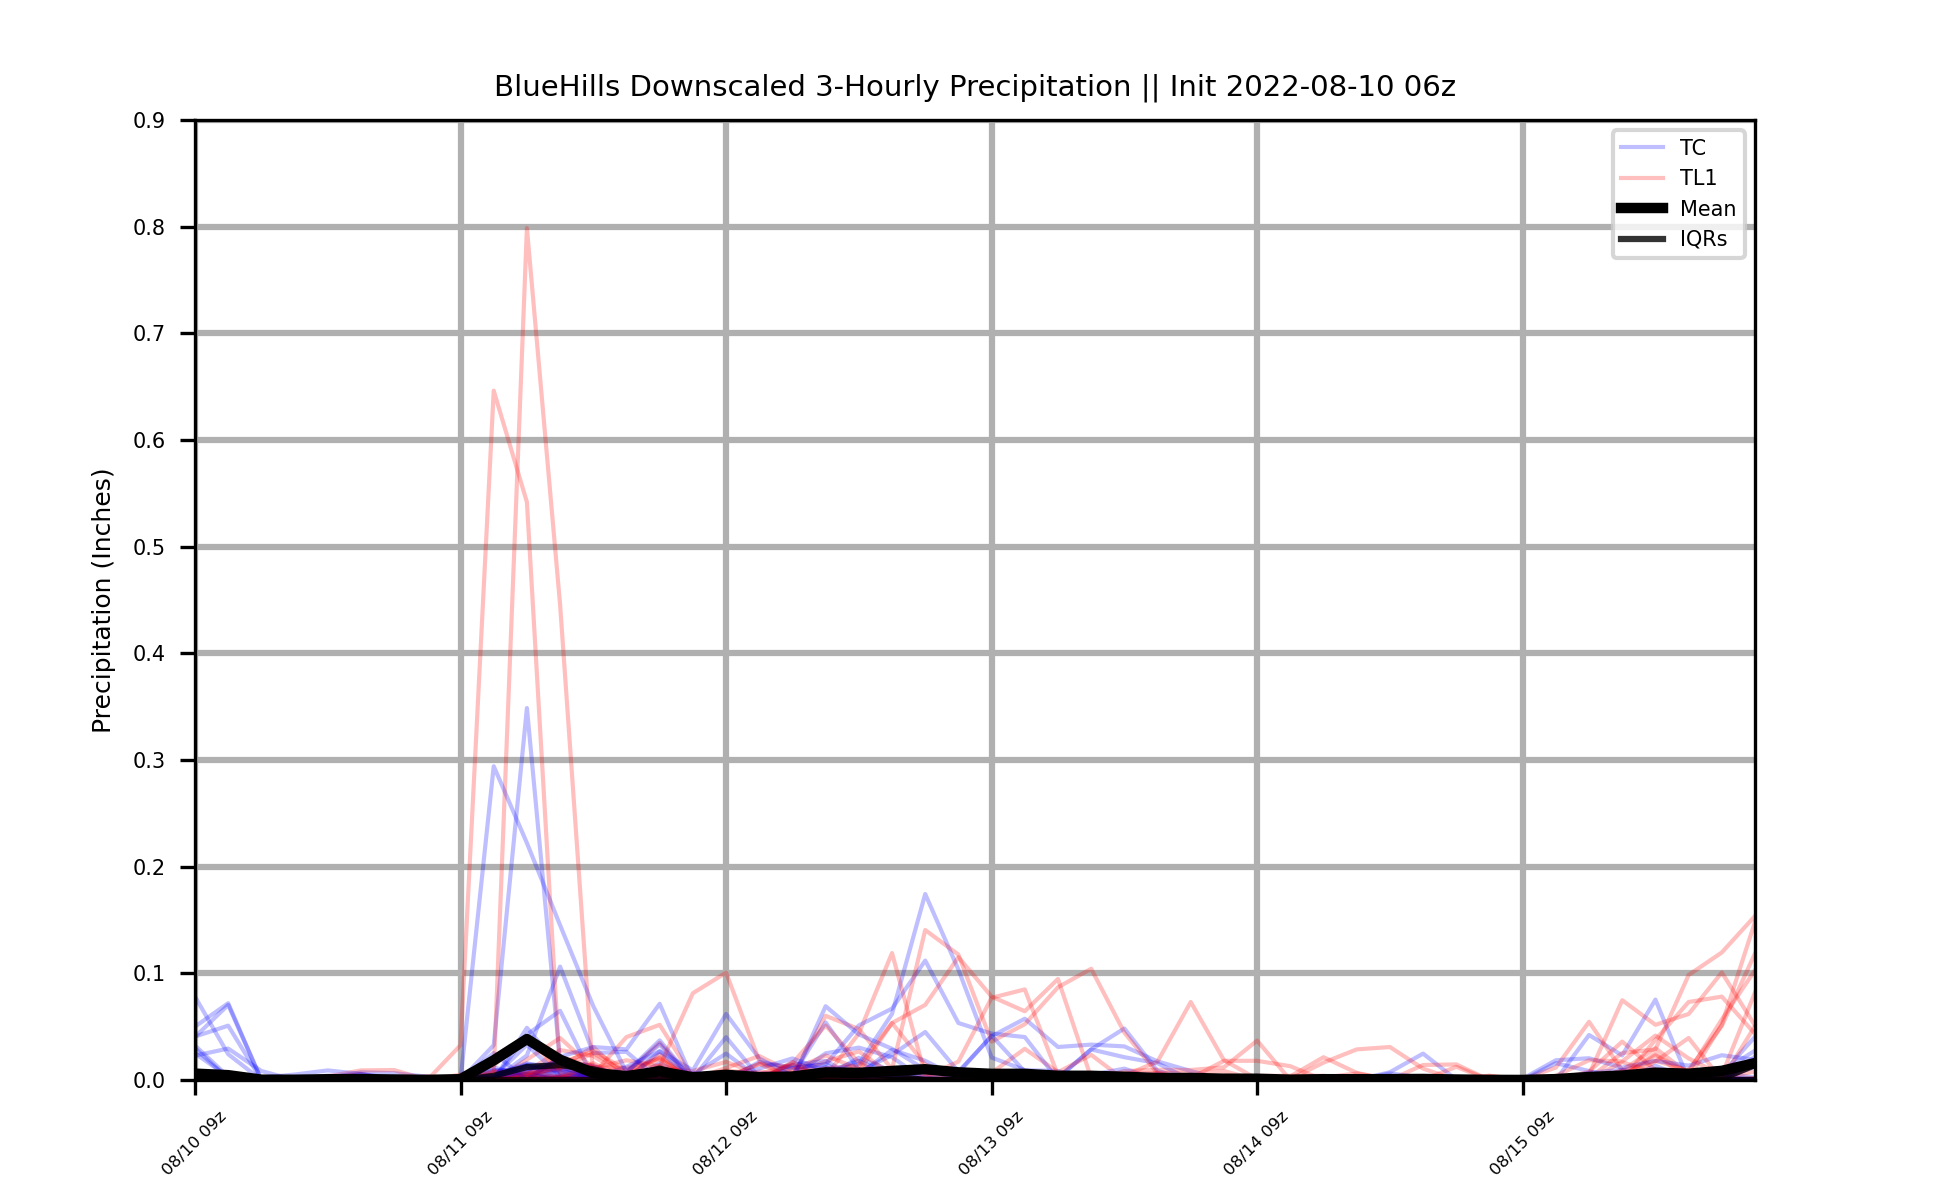 BlueHills Downscaled 3-Hourly Precipitation || Init 2022-08-10 06z
0.9
0.8
0.7
0.6
0.5
0.4
0.3
0.2
0.1
0.0
Precipitation (Inches)
TC
TL1
Mean
IQRs
08/10 09z
08/11 09z
08/12 09z
08/13 09z
08/14 09z
08/15 09z